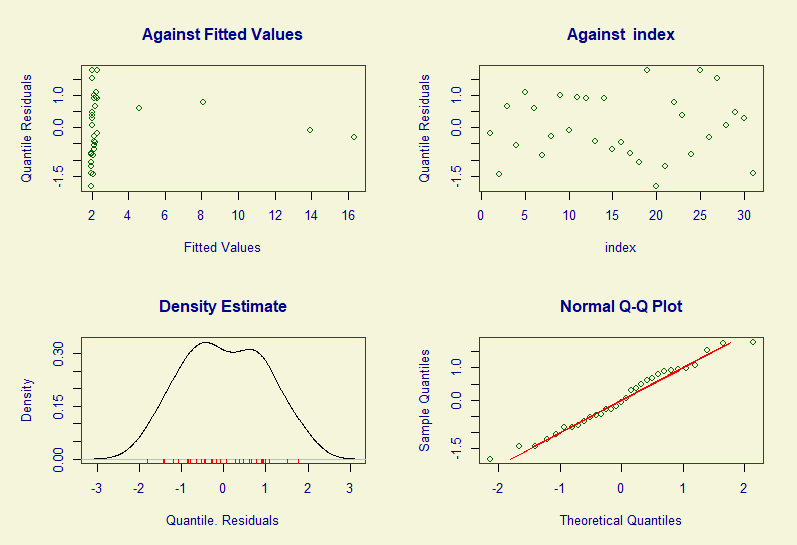 Against Fitted Values
Quantile Residuals
-1.5 0.0 1.0
2 4 6 8 10 12 14 16
Fitted Values
Against index
Quantile Residuals
-1.5 0.0 1.0
0 5 10 15 20 25 30
index
Density Estimate
Density
0.00 0.15 0.30
-3 -2 -1 0 1 2 3
Quantile. Residuals
Normal Q-Q Plot
Sample Quantiles
-1.5 0.0 1.0
-2 -1 0 1 2
Theoretical Quantiles